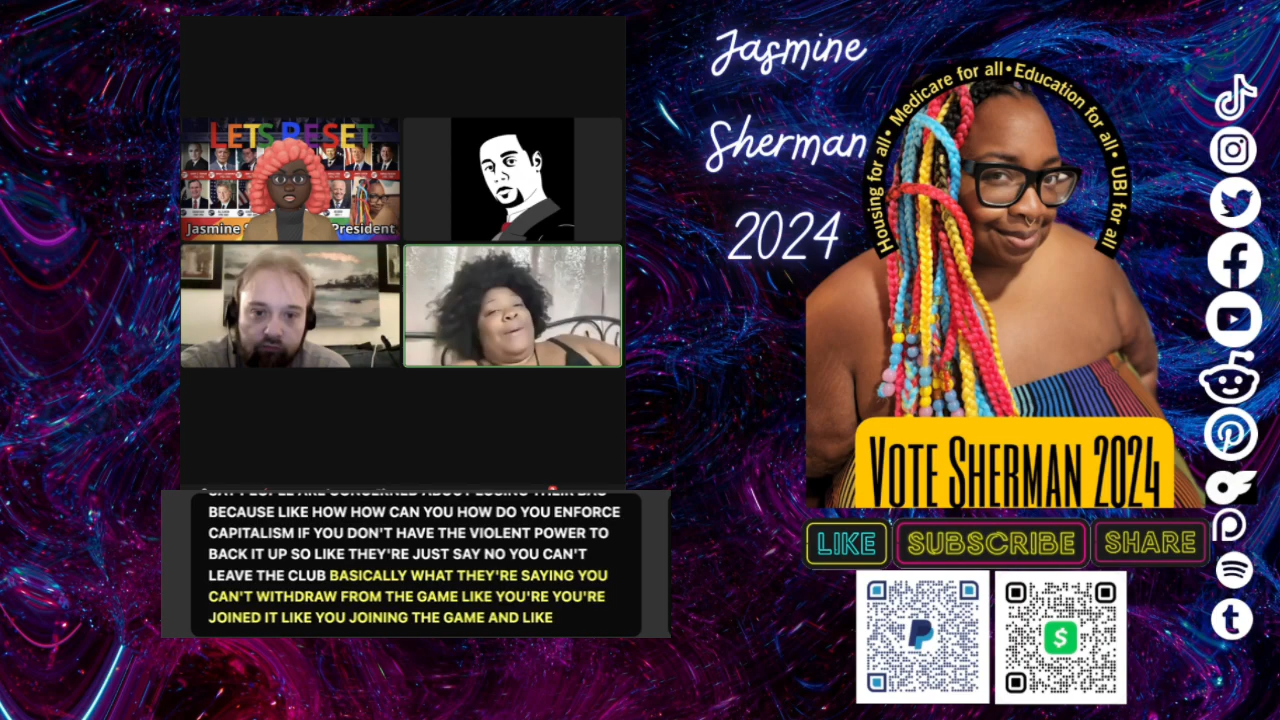 LETS RESET
Jasmine
President
BECAUSE LIKE HOW HOW CAN YOU HOW DO YOU ENFORCE
CAPITALISM IF YOU DON'T HAVE THE VIOLENT POWER TO
BACK IT UP SO LIKE THEY'RE JUST SAY NO YOU CAN'T
LEAVE THE CLUB BASICALLY WHAT THEY'RE SAYING YOU
CAN'T WITHDRAW FROM THE GAME LIKE YOU'RE YOU'RE
JOINED IT LIKE YOU JOINING THE GAME AND LIKE
Jasmine
Sherman
2024
Housing for all• Medicare for all•Education for all• UBI for all
VOTE SHERMAN 2024
LIKE
SUBSCRIBE
SHARE